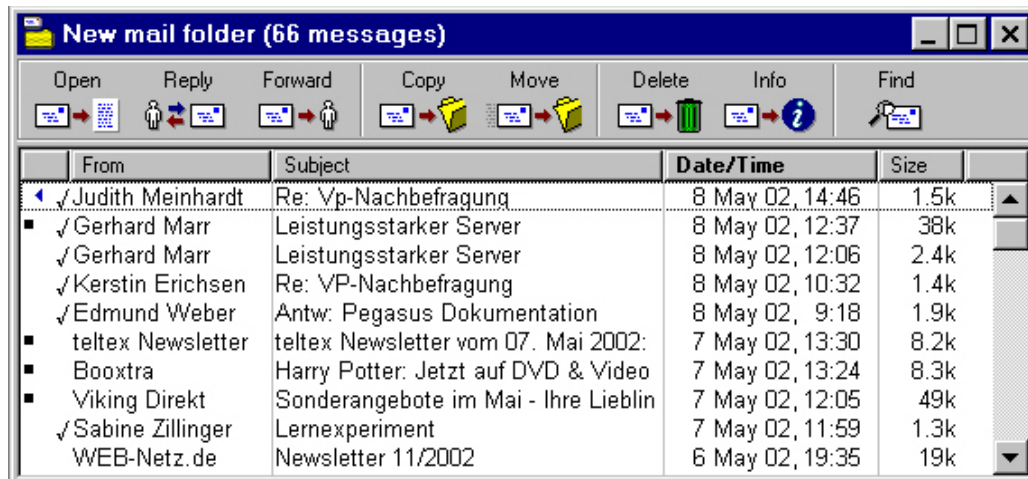 New mail folder (66 messages)
Open Reply Forward Copy Move Delete Info Find
From Subject Date/Time Size
√Judith Meinhardt Re: Vp-Nachbefragung 8 May 02, 14:46 1.5k
√Gerhard Marr Leistungsstarker Server 8 May 02, 12:37 38k
√Gerhard Marr Leistungsstarker Server 8 May 02, 12:06 2.4k
√Kerstin Erichsen Re: VP-Nachbefragung 8 May 02, 10:32 1.4k
√Edmund Weber Antw: Pegasus Dokumentation 8 May 02, 9:18 1.9k
teltex Newsletter teltex Newsletter vom 07. Mai 2002: 7 May 02, 13:30 8.2k
Booxtra Harry Potter: Jetzt auf DVD & Video 7 May 02, 13:24 8.3k
Viking Direkt Sonderangebote im Mai - Ihre Lieblin 7 May 02, 12:05 49k
√Sabine Zillinger Lernexperiment 7 May 02, 11:59 1.3k
WEB-Netz.de Newsletter 11/2002 6 May 02, 19:35 19k